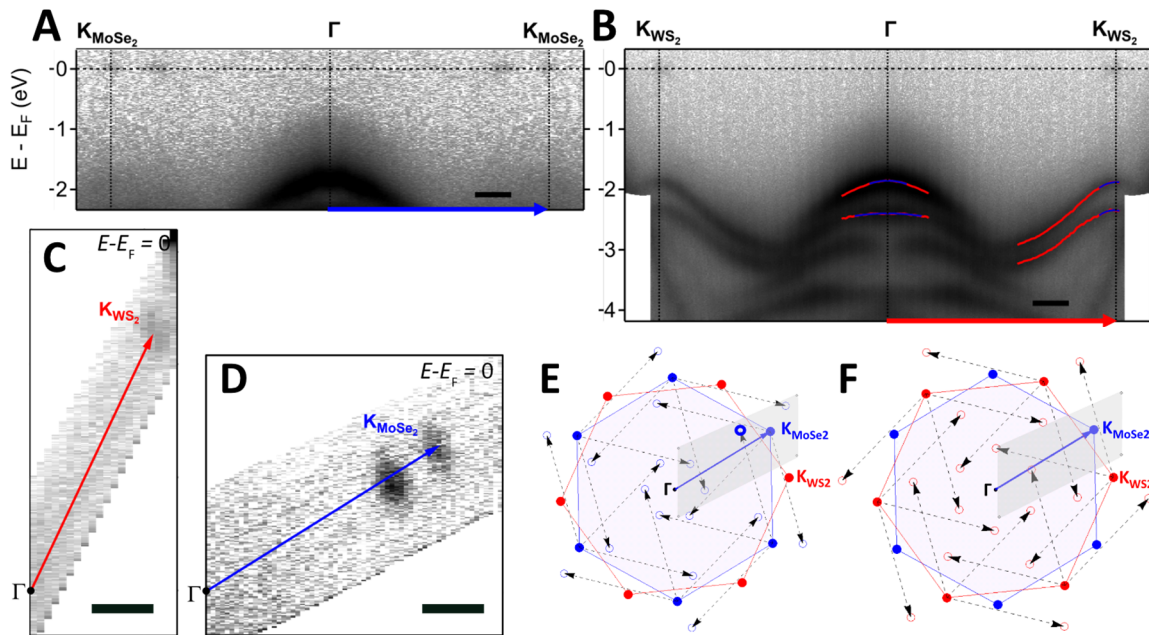 A
K_MoSe₂
Γ
K_MoSe₂
B
K_WS₂
Γ
K_WS₂
E - E_F (eV)
-0
-1
-2
-0
-1
-2
-3
-4
C
E-E_F = 0
K_WS₂
Γ
D
E-E_F = 0
K_MoSe₂
Γ
E
K_MoSe2
Γ
K_WS2
F
K_MoSe2
Γ
K_WS2